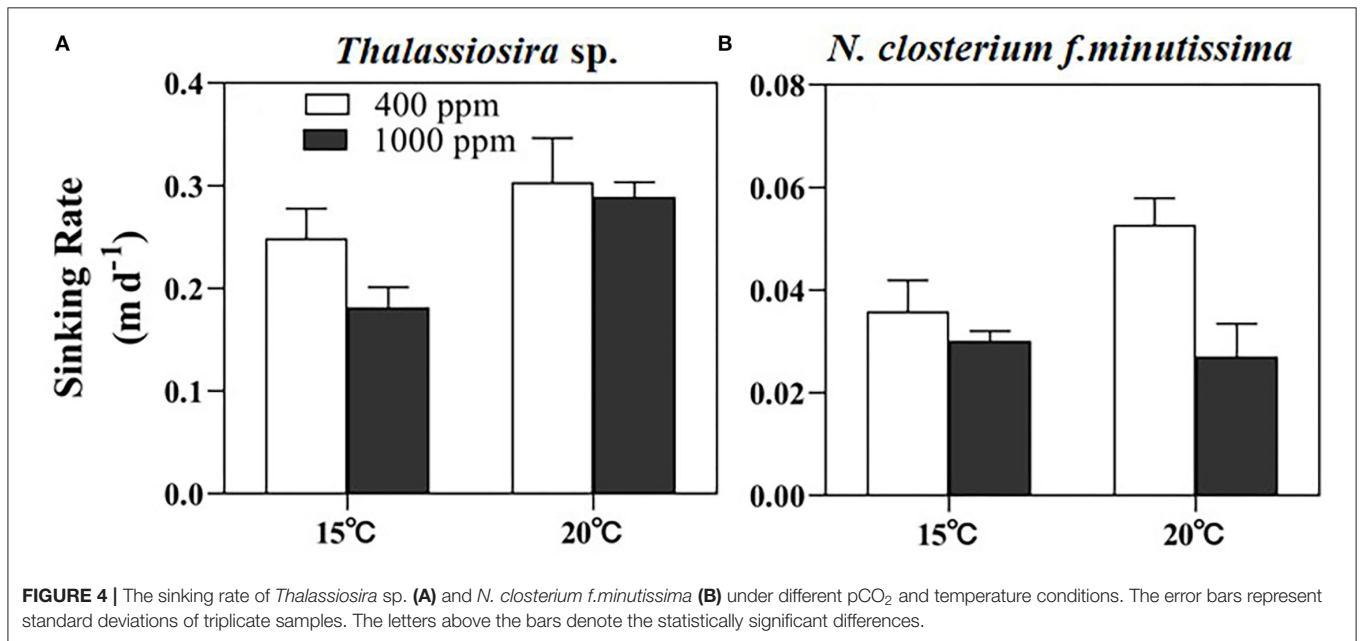 A
Thalassiosira sp.
B
N. closterium f.minutissima
0.4
0.3
0.2
0.1
0.0
400 ppm
1000 ppm
Sinking Rate
(m d⁻¹)
15℃
20℃
0.08
0.06
0.04
0.02
0.00
15℃
20℃
FIGURE 4 | The sinking rate of Thalassiosira sp. (A) and N. closterium f.minutissima (B) under different pCO₂ and temperature conditions. The error bars represent
standard deviations of triplicate samples. The letters above the bars denote the statistically significant differences.